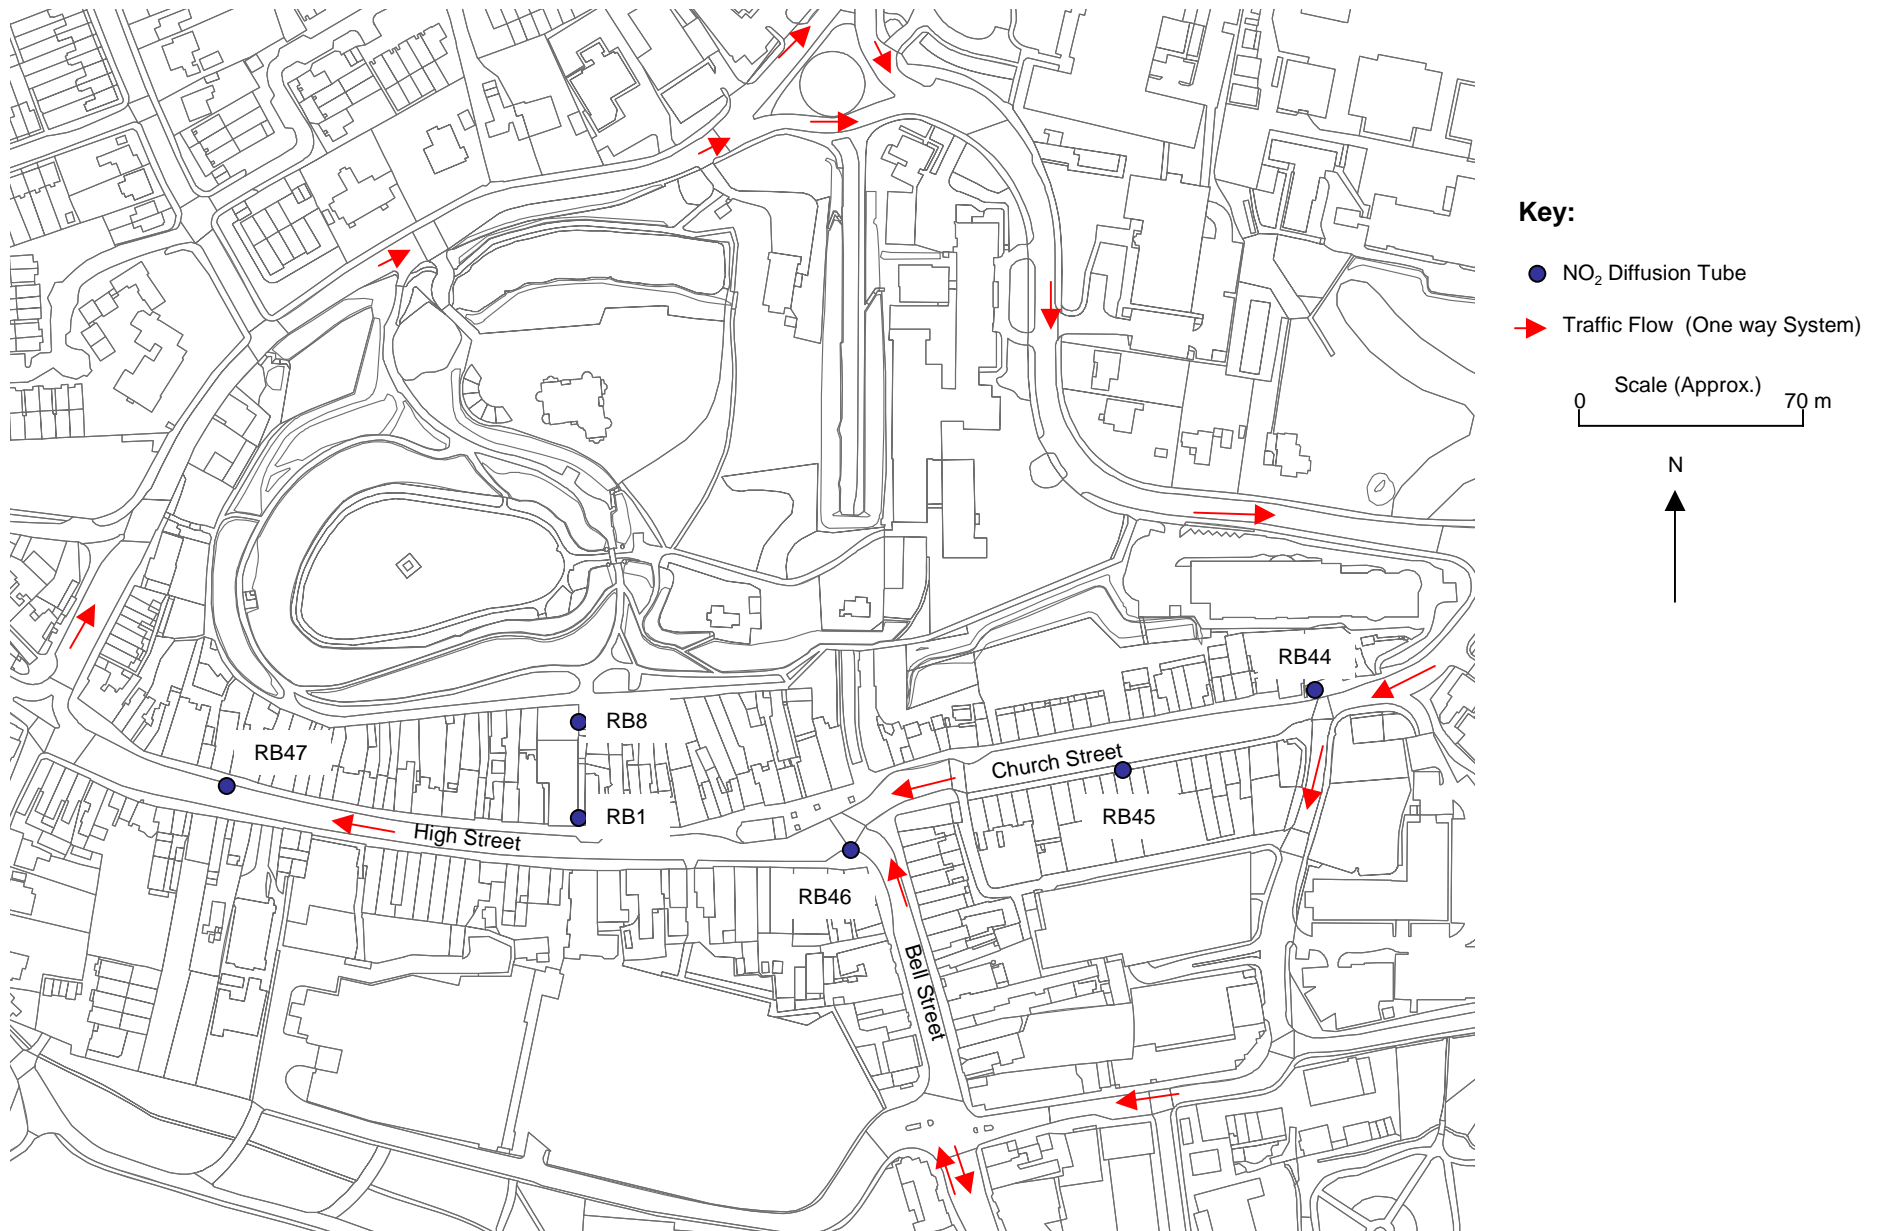 Key:
NO2 Diffusion Tube
Traffic Flow (One way System)
Scale (Approx.)
0 70 m
N
RB44
RB8
RB47
Church Street
RB1
RB45
High Street
RB46
Bell Street